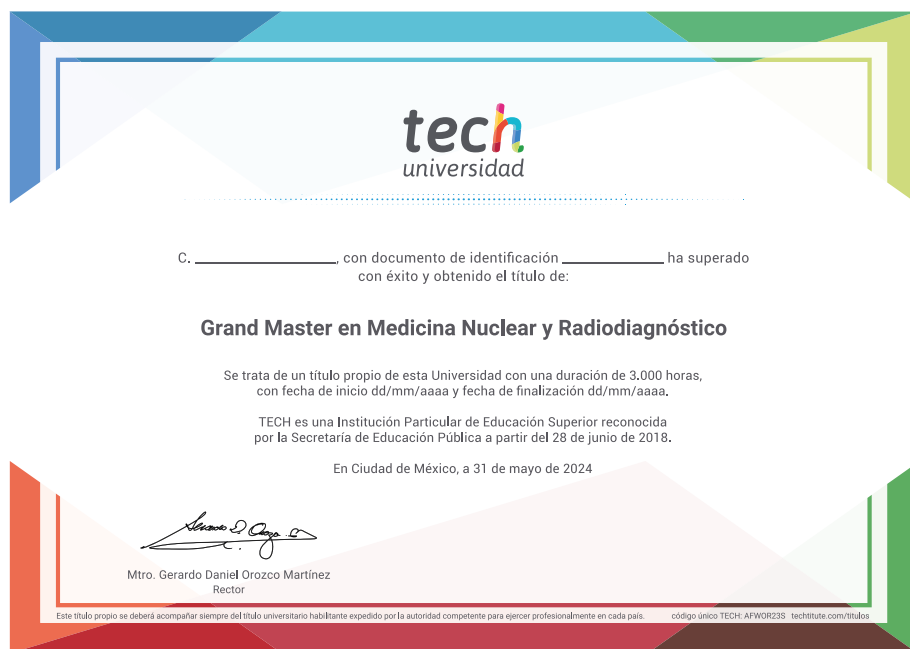 tech
universidad
C. ________________, con documento de identificación ____________ ha superado
con éxito y obtenido el título de:
Grand Master en Medicina Nuclear y Radiodiagnóstico
Se trata de un título propio de esta Universidad con una duración de 3.000 horas,
con fecha de inicio dd/mm/aaaa y fecha de finalización dd/mm/aaaa.
TECH es una Institución Particular de Educación Superior reconocida
por la Secretaría de Educación Pública a partir del 28 de junio de 2018.
En Ciudad de México, a 31 de mayo de 2024
Mtro. Gerardo Daniel Orozco Martínez
Rector
Este título propio se deberá acompañar siempre del título universitario habilitante expedido por la autoridad competente para ejercer profesionalmente en cada país. código único TECH: AFWOR23S techtitute.com/titulos